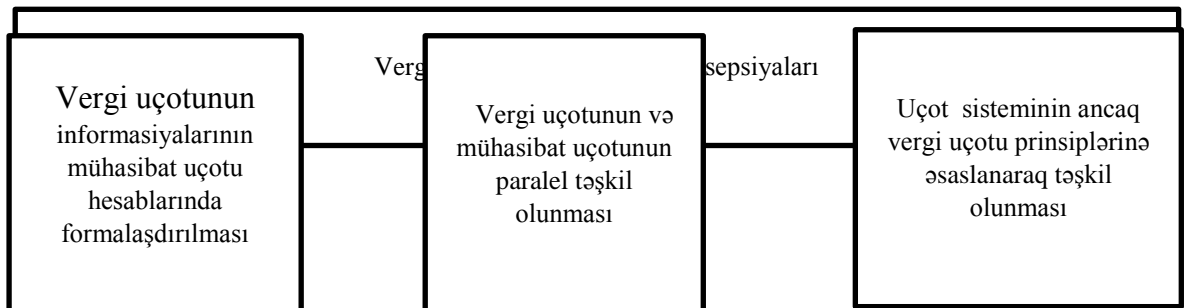 Verg sepsiyaları
Vergi uçotunun
informasiyalarının
mühasibat uçotu
hesablarında
formalaşdırılması
Vergi uçotunun və
mühasibat uçotunun
paralel təşkil
olunması
Uçot sisteminin ancaq
vergi uçotu prinsiplərinə
əsaslanaraq təşkil
olunması